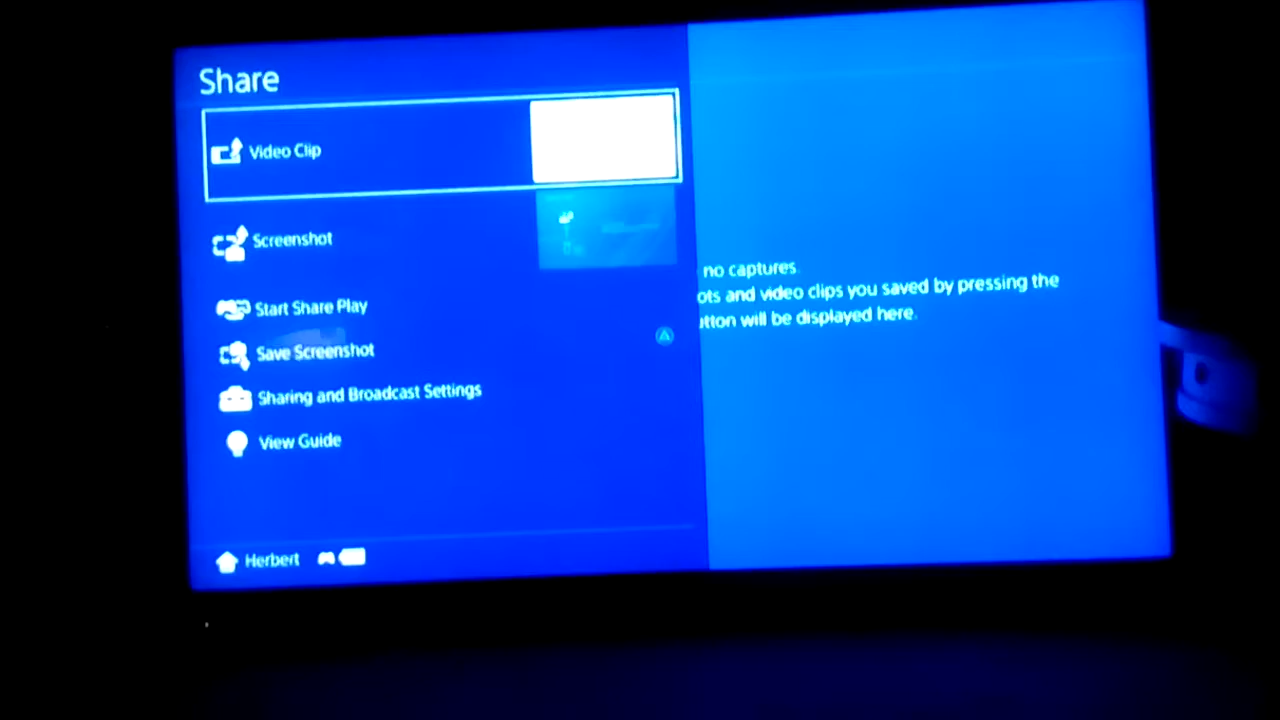 Share
Video Clip
Screenshot
no captures.
ots and video clips you saved by pressing the
utton will be displayed here.
Start Share Play
Save Screenshot
Sharing and Broadcast Settings
View Guide
Herbert